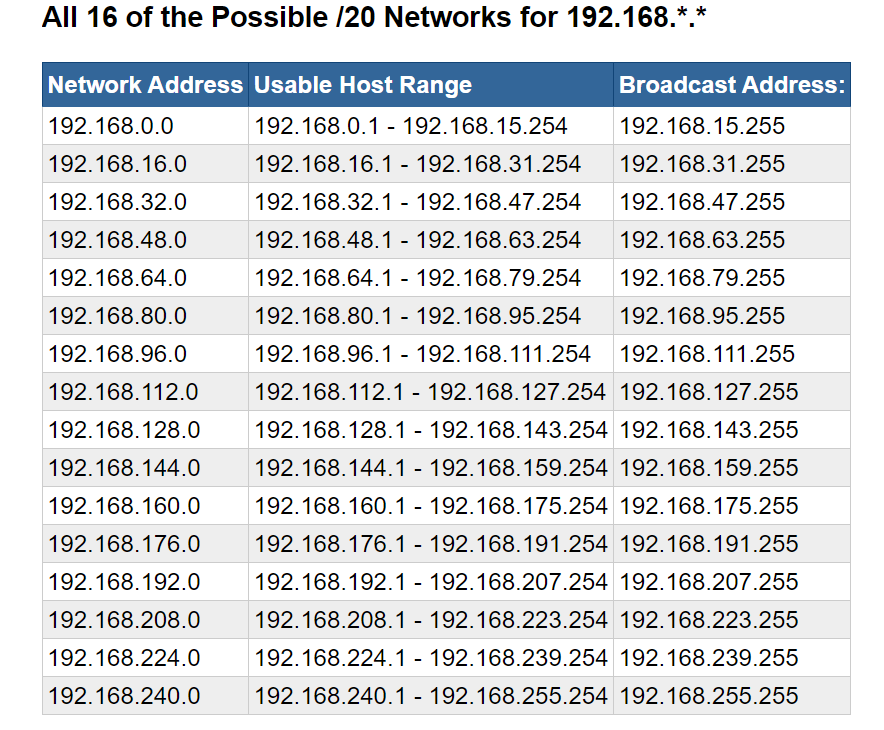 All 16 of the Possible /20 Networks for 192.168.*.*
Network Address Usable Host Range Broadcast Address:
192.168.0.0 192.168.0.1 - 192.168.15.254 192.168.15.255
192.168.16.0 192.168.16.1 - 192.168.31.254 192.168.31.255
192.168.32.0 192.168.32.1 - 192.168.47.254 192.168.47.255
192.168.48.0 192.168.48.1 - 192.168.63.254 192.168.63.255
192.168.64.0 192.168.64.1 - 192.168.79.254 192.168.79.255
192.168.80.0 192.168.80.1 - 192.168.95.254 192.168.95.255
192.168.96.0 192.168.96.1 - 192.168.111.254 192.168.111.255
192.168.112.0 192.168.112.1 - 192.168.127.254 192.168.127.255
192.168.128.0 192.168.128.1 - 192.168.143.254 192.168.143.255
192.168.144.0 192.168.144.1 - 192.168.159.254 192.168.159.255
192.168.160.0 192.168.160.1 - 192.168.175.254 192.168.175.255
192.168.176.0 192.168.176.1 - 192.168.191.254 192.168.191.255
192.168.192.0 192.168.192.1 - 192.168.207.254 192.168.207.255
192.168.208.0 192.168.208.1 - 192.168.223.254 192.168.223.255
192.168.224.0 192.168.224.1 - 192.168.239.254 192.168.239.255
192.168.240.0 192.168.240.1 - 192.168.255.254 192.168.255.255